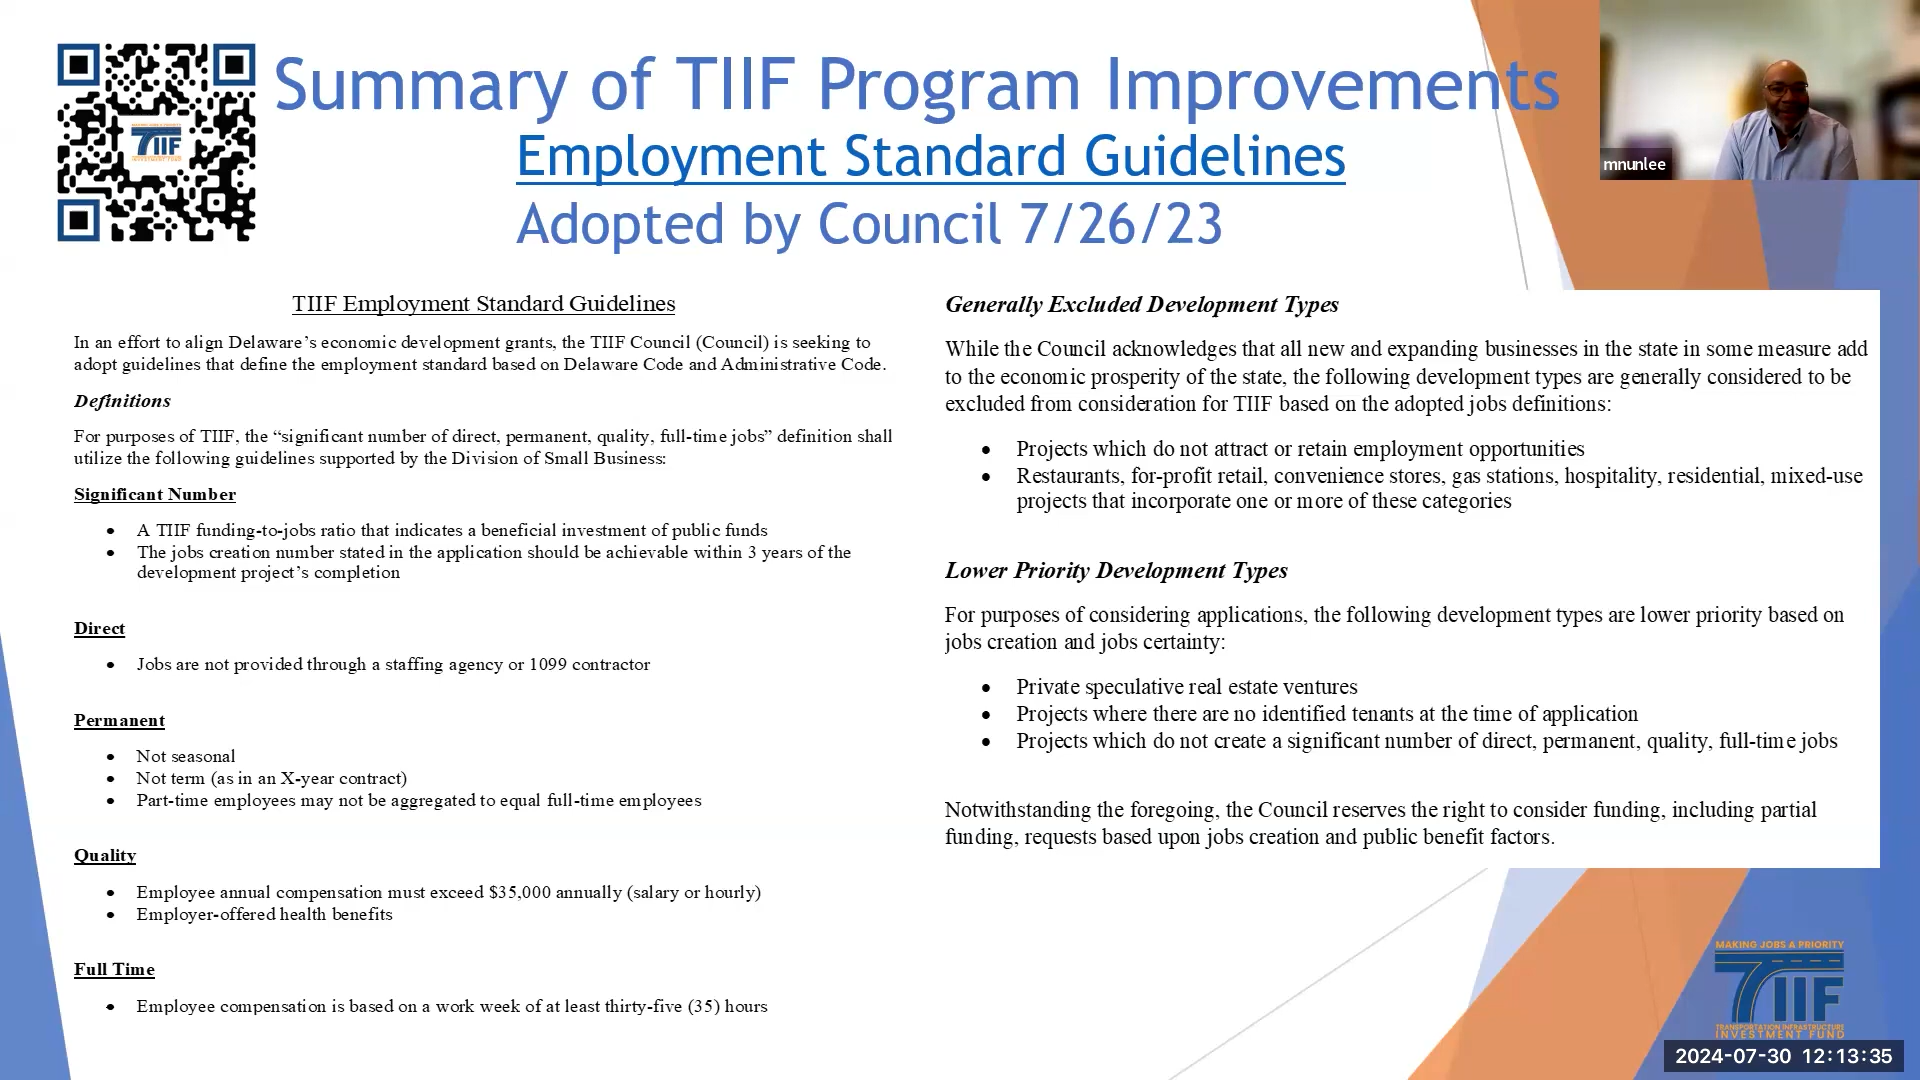 Summary of TIIF Program Improvements
Employment Standard Guidelines
Adopted by Council 7/26/23
TIIF
INVESTMENT FUND
mnunlee
TIIF Employment Standard Guidelines
In an effort to align Delaware’s economic development grants, the TIIF Council (Council) is seeking to
adopt guidelines that define the employment standard based on Delaware Code and Administrative Code.
Definitions
For purposes of TIIF, the “significant number of direct, permanent, quality, full-time jobs” definition shall
utilize the following guidelines supported by the Division of Small Business:
Significant Number
• A TIIF funding-to-jobs ratio that indicates a beneficial investment of public funds
• The jobs creation number stated in the application should be achievable within 3 years of the
development project’s completion
Direct
• Jobs are not provided through a staffing agency or 1099 contractor
Permanent
• Not seasonal
• Not term (as in an X-year contract)
• Part-time employees may not be aggregated to equal full-time employees
Quality
• Employee annual compensation must exceed $35,000 annually (salary or hourly)
• Employer-offered health benefits
Full Time
• Employee compensation is based on a work week of at least thirty-five (35) hours
Generally Excluded Development Types
While the Council acknowledges that all new and expanding businesses in the state in some measure add
to the economic prosperity of the state, the following development types are generally considered to be
excluded from consideration for TIIF based on the adopted jobs definitions:
• Projects which do not attract or retain employment opportunities
• Restaurants, for-profit retail, convenience stores, gas stations, hospitality, residential, mixed-use
projects that incorporate one or more of these categories
Lower Priority Development Types
For purposes of considering applications, the following development types are lower priority based on
jobs creation and jobs certainty:
• Private speculative real estate ventures
• Projects where there are no identified tenants at the time of application
• Projects which do not create a significant number of direct, permanent, quality, full-time jobs
Notwithstanding the foregoing, the Council reserves the right to consider funding, including partial
funding, requests based upon jobs creation and public benefit factors.
MAKING JOBS A PRIORITY
TIIF
TRANSPORTATION INFRASTRUCTURE
INVESTMENT FUND
2024-07-30 12:13:35